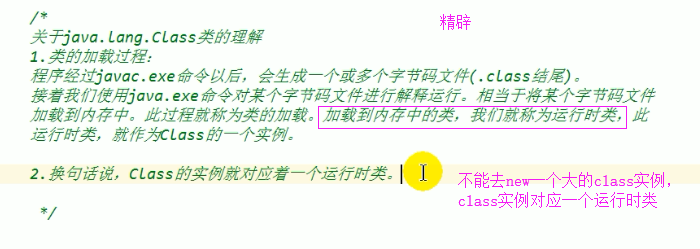 /*
精辟
关于java.lang.Class类的理解
1.类的加载过程：
程序经过javac.exe命令以后，会生成一个或多个字节码文件(.class结尾)。
接着我们使用java.exe命令对某个字节码文件进行解释运行。相当于将某个字节码文件
加载到内存中。此过程就称为类的加载。加载到内存中的类，我们就称为运行时类，此
运行时类，就作为Class的一个实例。
2.换句话说，Class的实例就对应着一个运行时类。
不能去new一个大的class实例，
class实例对应一个运行时类
*/